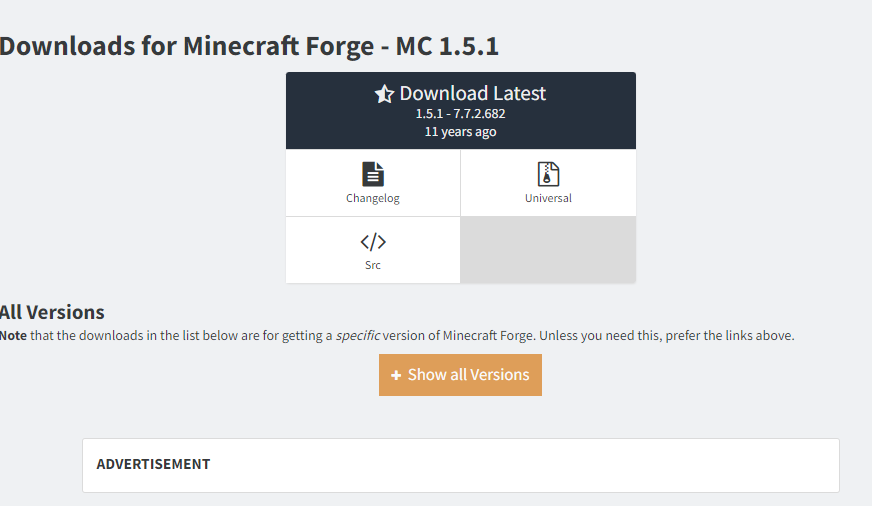 Downloads for Minecraft Forge - MC 1.5.1
Download Latest
1.5.1 - 7.7.2.682
11 years ago
Changelog
Universal
Src
All Versions
Note that the downloads in the list below are for getting a specific version of Minecraft Forge. Unless you need this, prefer the links above.
+ Show all Versions
ADVERTISEMENT